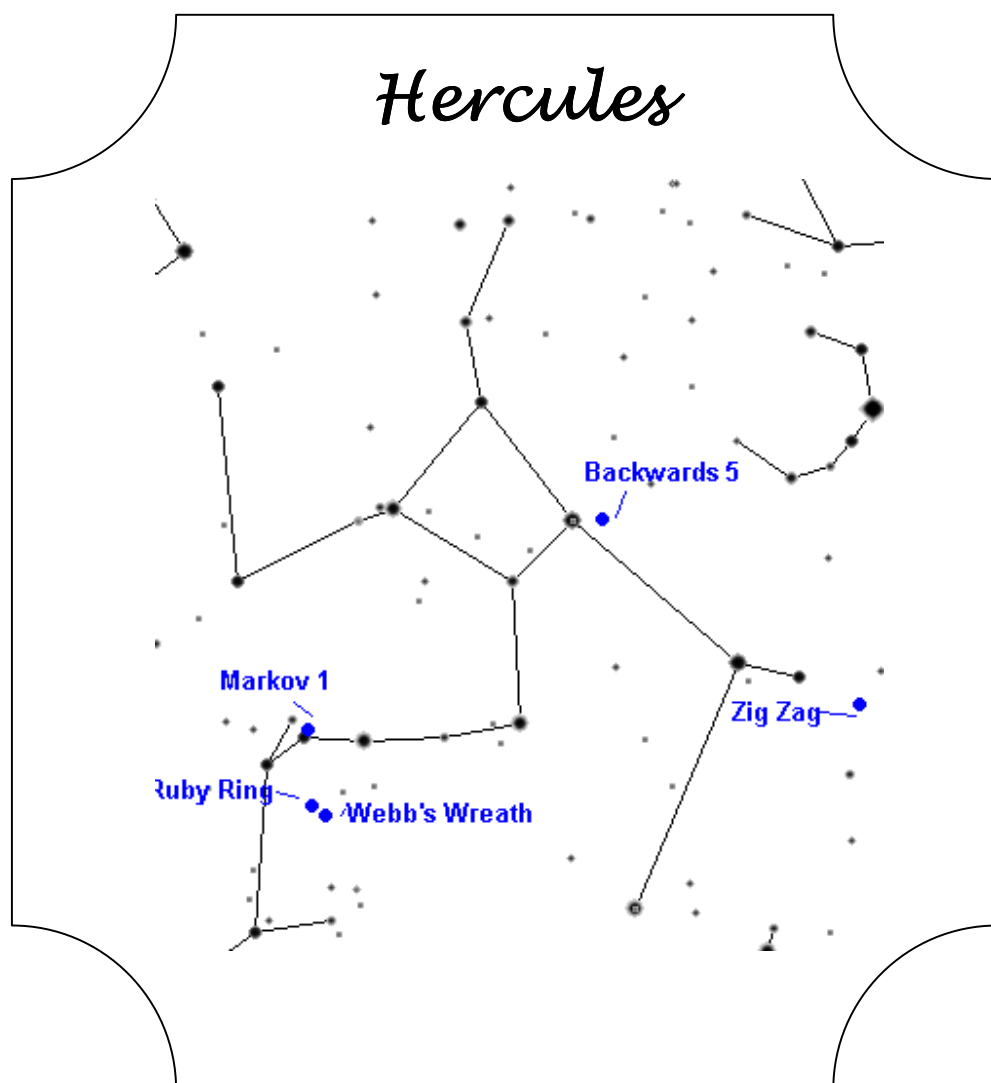 Hercules
Backwards 5
Markov 1
Zig Zag
Ruby Ring
Webb's Wreath